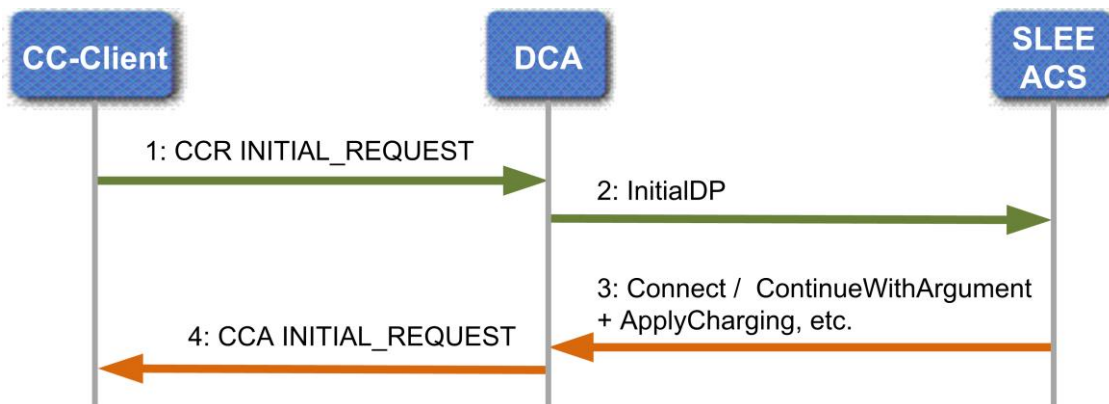 CC-Client
DCA
SLEE
ACS
1: CCR INITIAL_REQUEST
2: InitialDP
3: Connect / ContinueWithArgument
+ ApplyCharging, etc.
4: CCA INITIAL_REQUEST